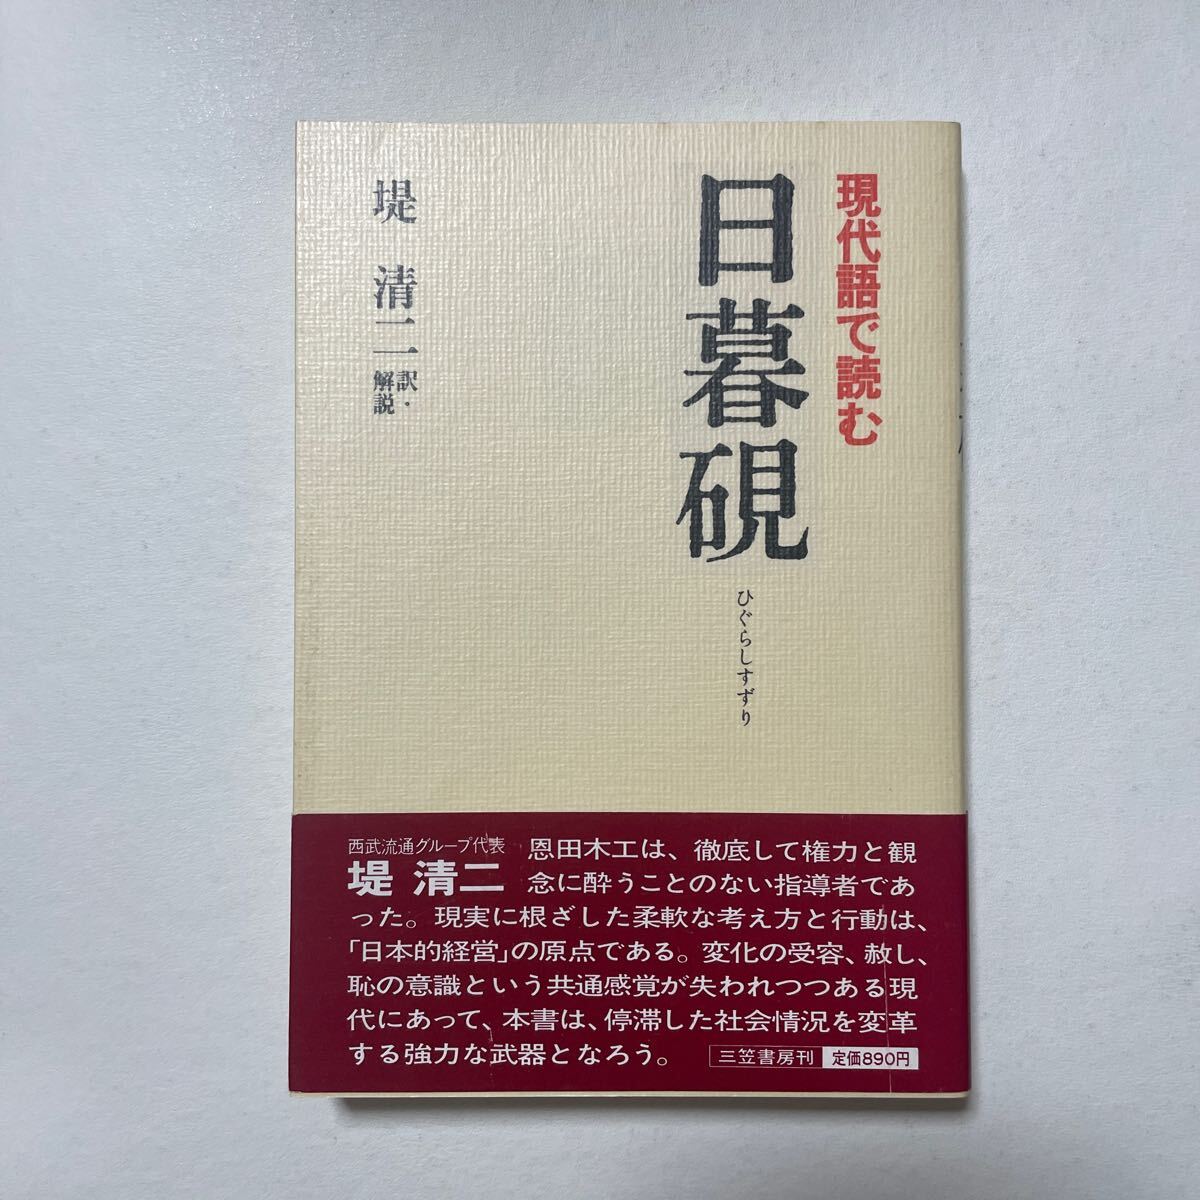 現代語で読む
日暮硯
ひぐらしすずり
堤 清二 訳・解説
西武流通グループ代表
堤 清二
恩田木工は、徹底して権力と観
念に酔うことのない指導者であ
った。現実に根ざした柔軟な考え方と行動は、
「日本的経営」の原点である。変化の受容、赦し、
恥の意識という共通感覚が失われつつある現
代にあって、本書は、停滞した社会情況を変革
する強力な武器となろう。
三笠書房刊 定価890円